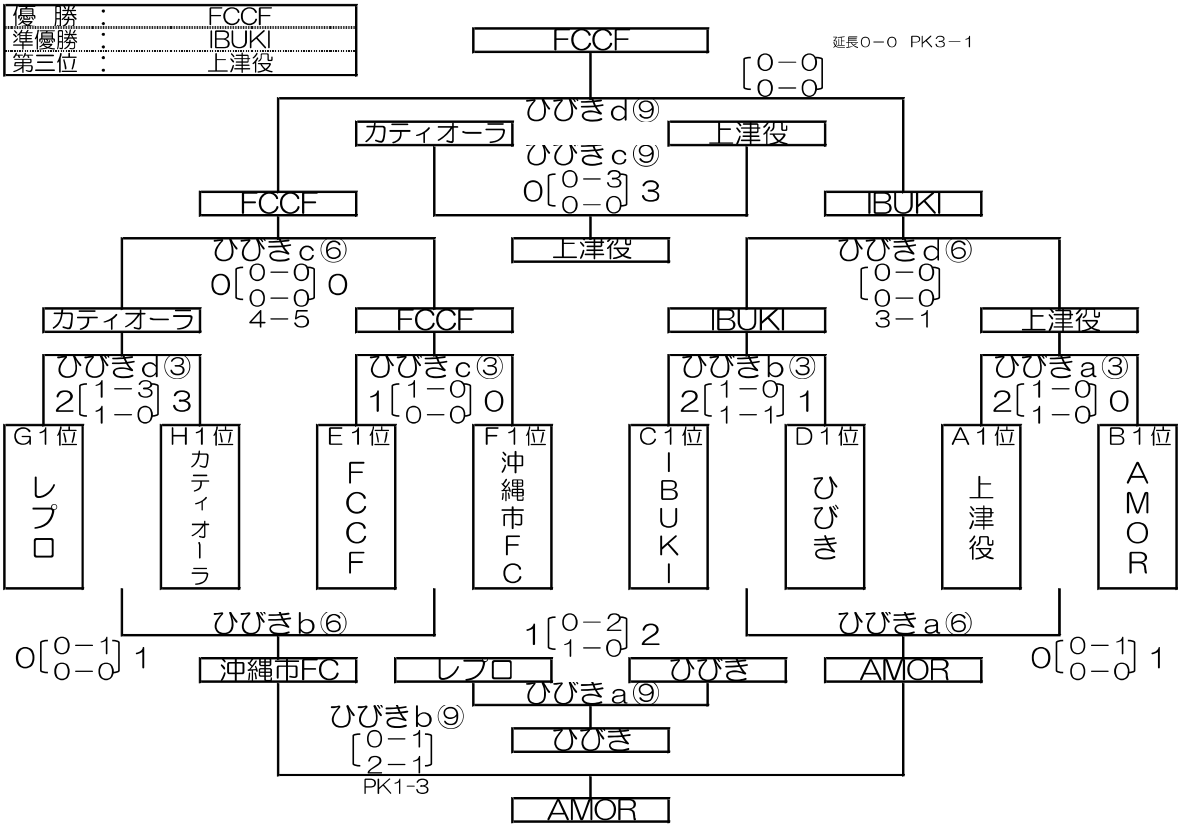 優　勝　：　FCCF
準優勝　：　IBUKI
第三位　：　上津役
FCCF
延長0－0　PK3－1
0－0
0－0
ひびきd⑨
カティオーラ
上津役
ひびきc⑨
0［0－3］3
0－0
FCCF
IBUKI
上津役
ひびきc⑥
0［0－0］0
0－0
4－5
ひびきd⑥
0－0
0－0
3－1
カティオーラ
FCCF
IBUKI
上津役
ひびきd③
2［1－3］3
1－0
ひびきc③
1［1－0］0
0－0
ひびきb③
2［1－0］1
1－1
ひびきa③
2［1－0］0
1－0
G1位
レプロ
H1位
カティオーラ
E1位
FCCF
F1位
沖縄市FC
C1位
IBUKI
D1位
ひびき
A1位
上津役
B1位
AMOR
ひびきb⑥
0［0－1］1
0－0
1［0－2］2
1－0
ひびきa⑥
0［0－1］1
0－0
沖縄市FC
レプロ
ひびき
AMOR
ひびきa⑨
ひびきb⑨
0－1
2－1
PK1-3
ひびき
AMOR